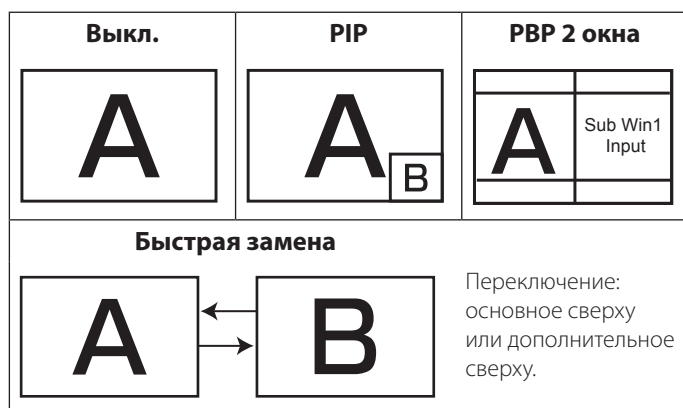 Выкл.
PIP
PBP 2 окна
A
A
B
A
Sub Win1
Input
Быстрая замена
A
B
Переключение:
основное сверху
или дополнительное
сверху.